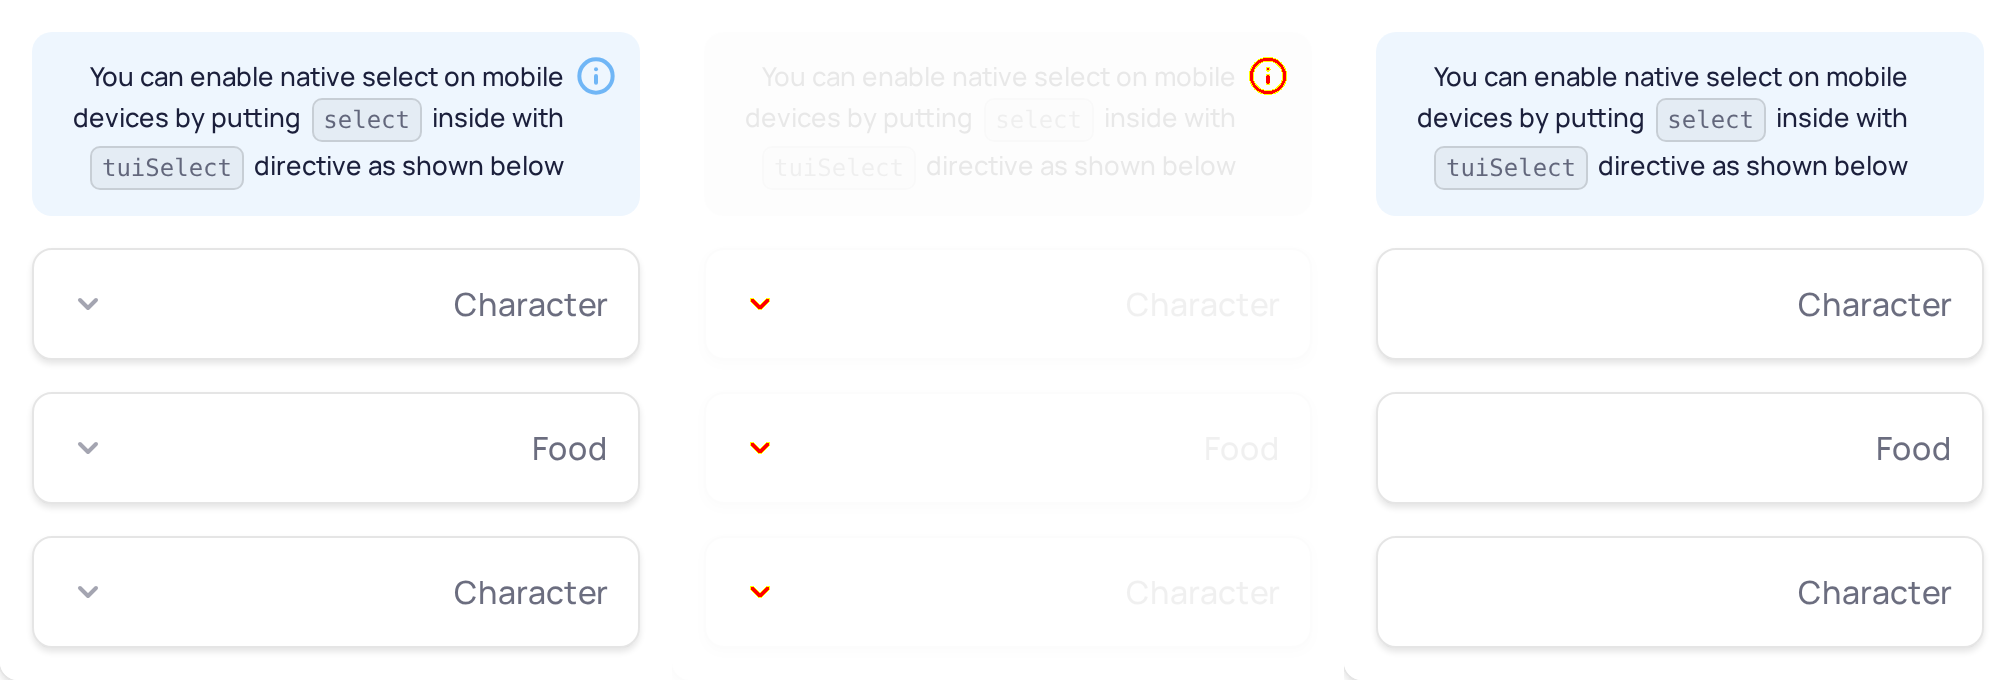 You can enable native select on mobile
devices by putting select inside with
tuiSelect directive as shown below
Character
Food
Character
You can enable native select on mobile
devices by putting select inside with
tuiSelect directive as shown below
Character
Food
Character
You can enable native select on mobile
devices by putting select inside with
tuiSelect directive as shown below
Character
Food
Character